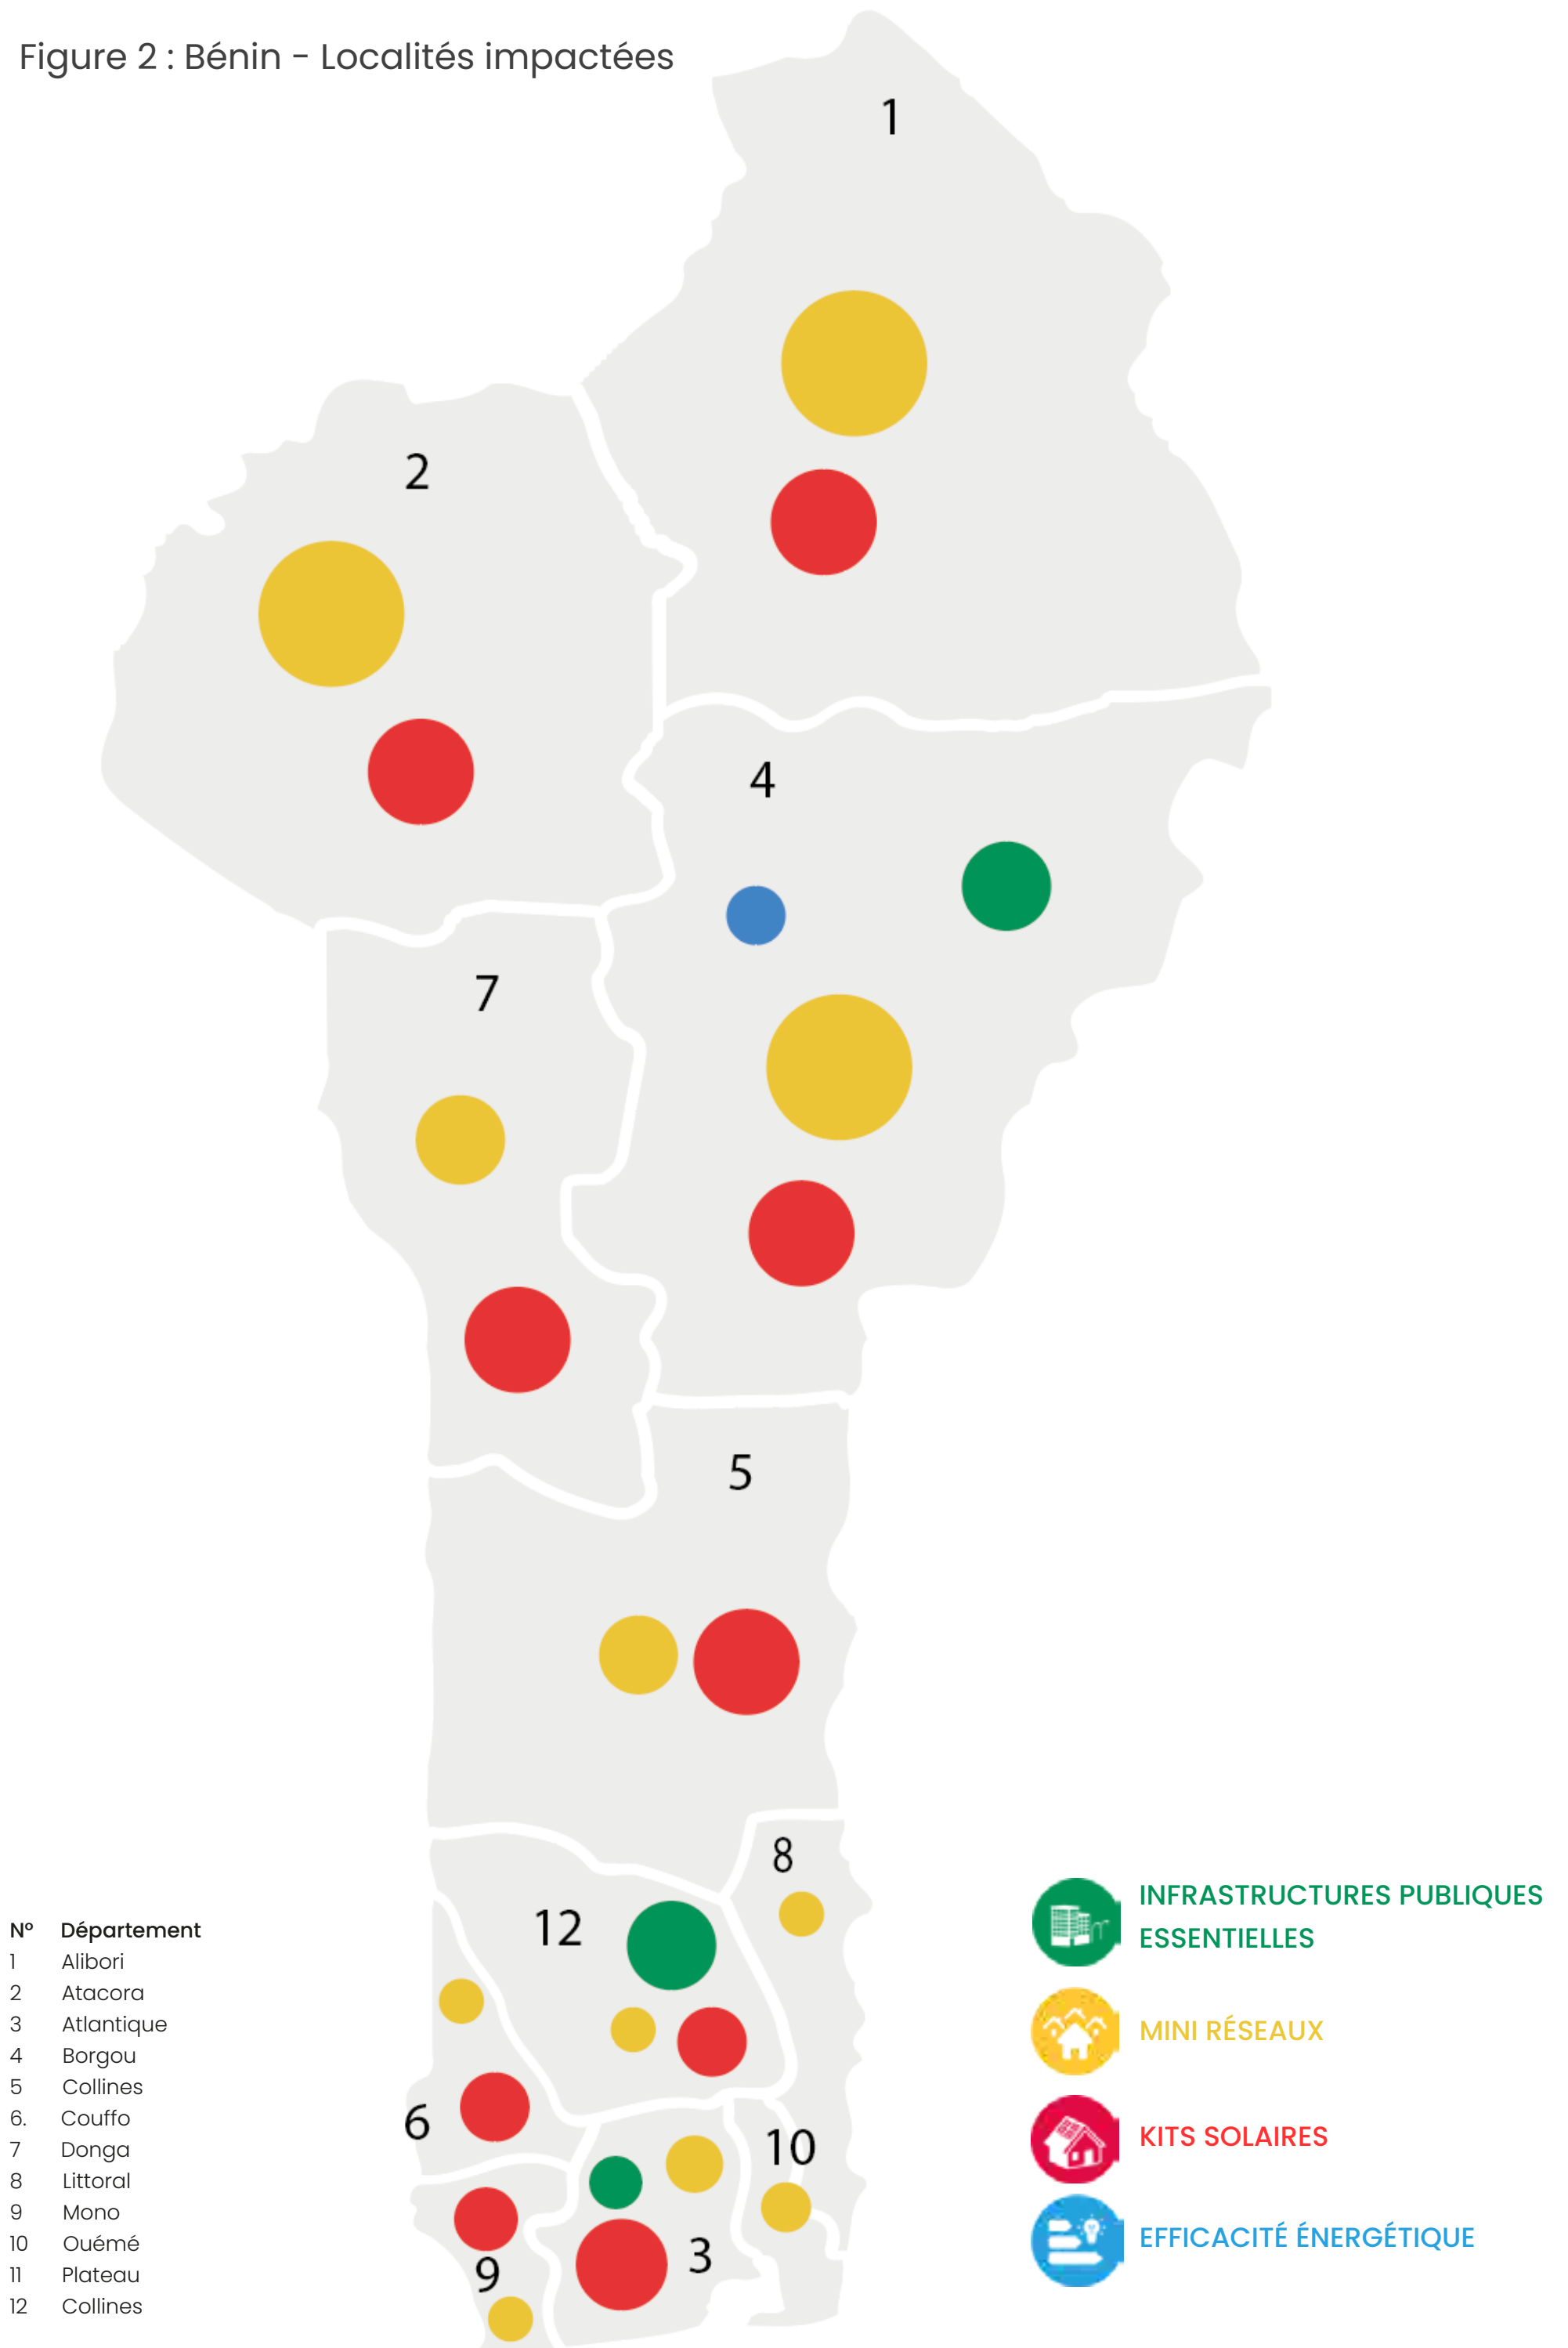 Figure 2 : Bénin - Localités impactées
1
2
4
7
5
8
12
6
10
3
9
N° Département
1 Alibori
2 Atacora
3 Atlantique
4 Borgou
5 Collines
6. Couffo
7 Donga
8 Littoral
9 Mono
10 Ouémé
11 Plateau
12 Collines
INFRASTRUCTURES PUBLIQUES
ESSENTIELLES
MINI RÉSEAUX
KITS SOLAIRES
EFFICACITÉ ÉNERGÉTIQUE